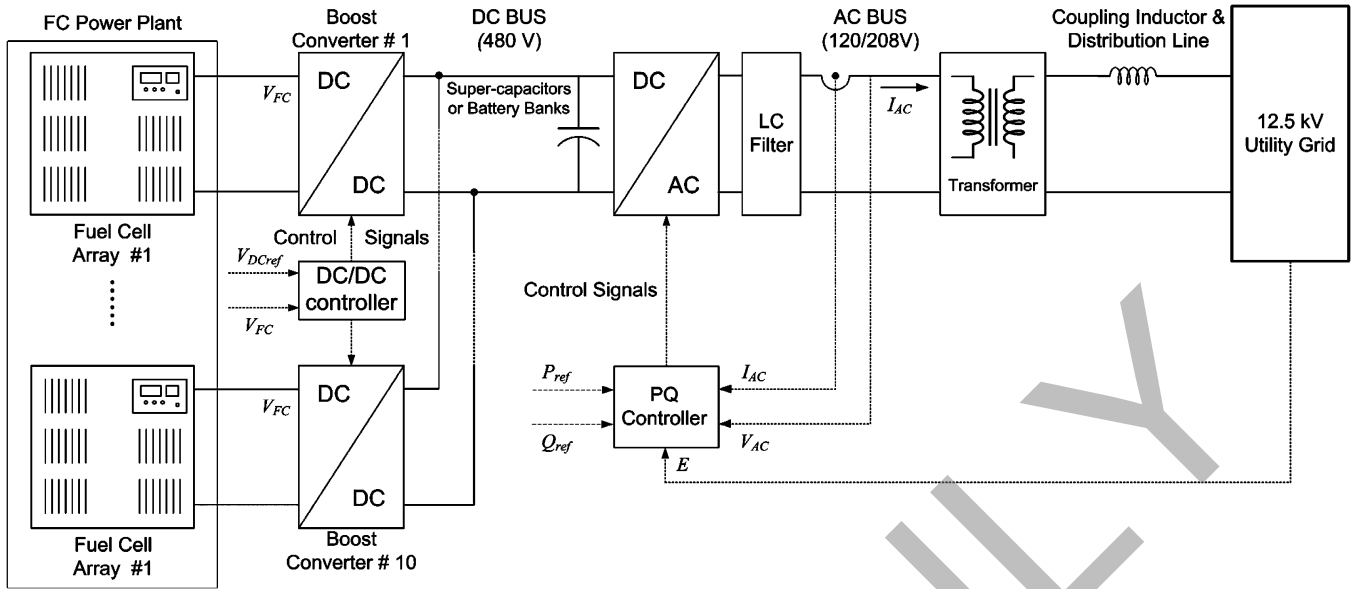 FC Power Plant
Boost
Converter # 1
DC BUS
(480 V)
AC BUS
(120/208V)
Coupling Inductor &
Distribution Line
V_FC
DC
DC
Super-capacitors
or Battery Banks
DC
AC
LC
Filter
I_AC
Transformer
12.5 kV
Utility Grid
Fuel Cell
Array #1
Control Signals
V_DCref
V_FC
DC/DC
controller
Control Signals
P_ref
Q_ref
PQ
Controller
I_AC
V_AC
E
V_FC
DC
DC
Fuel Cell
Array #1
Boost
Converter # 10
LY